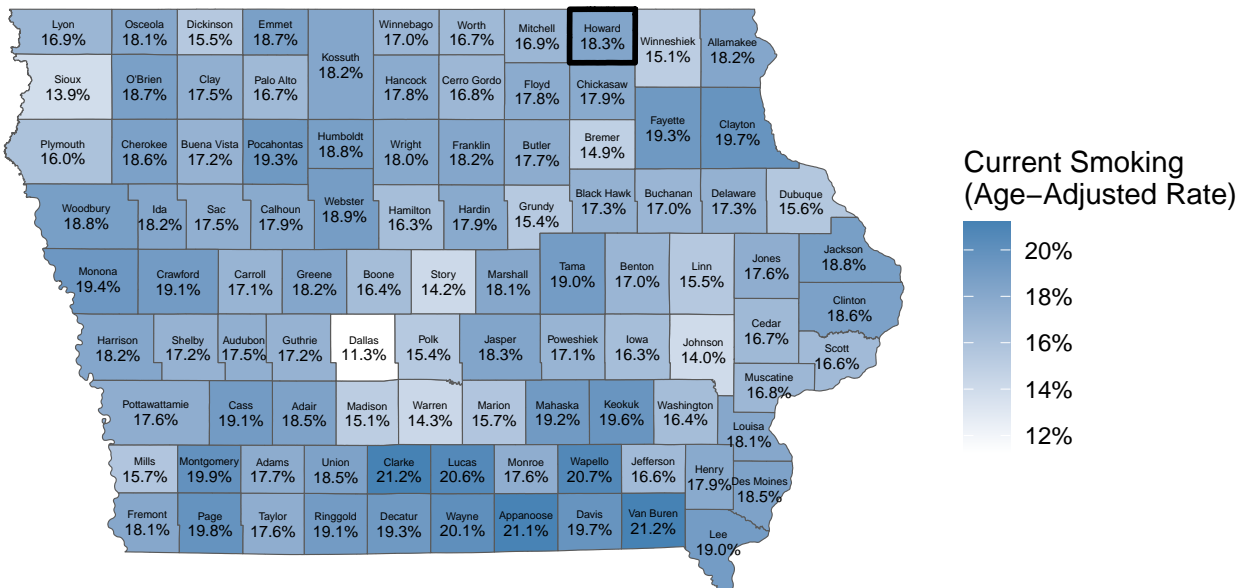 Lyon
16.9%
Osceola
18.1%
Dickinson
15.5%
Emmet
18.7%
Kossuth
18.2%
Winnebago
17.0%
Worth
16.7%
Mitchell
16.9%
Howard
18.3%
Winneshiek
15.1%
Allamakee
18.2%
Sioux
13.9%
O'Brien
18.7%
Clay
17.5%
Palo Alto
16.7%
Hancock
17.8%
Cerro Gordo
16.8%
Floyd
17.8%
Chickasaw
17.9%
Fayette
19.3%
Clayton
19.7%
Plymouth
16.0%
Cherokee
18.6%
Buena Vista
17.2%
Pocahontas
19.3%
Humboldt
18.8%
Wright
18.0%
Franklin
18.2%
Butler
17.7%
Bremer
14.9%
Woodbury
18.8%
Ida
18.2%
Sac
17.5%
Calhoun
17.9%
Webster
18.9%
Hamilton
16.3%
Hardin
17.9%
Grundy
15.4%
Black Hawk
17.3%
Buchanan
17.0%
Delaware
17.3%
Dubuque
15.6%
Monona
19.4%
Crawford
19.1%
Carroll
17.1%
Greene
18.2%
Boone
16.4%
Story
14.2%
Marshall
18.1%
Tama
19.0%
Benton
17.0%
Linn
15.5%
Jones
17.6%
Jackson
18.8%
Clinton
18.6%
Harrison
18.2%
Shelby
17.2%
Audubon
17.5%
Guthrie
17.2%
Dallas
11.3%
Polk
15.4%
Jasper
18.3%
Poweshiek
17.1%
Iowa
16.3%
Johnson
14.0%
Cedar
16.7%
Scott
16.6%
Muscatine
16.8%
Pottawattamie
17.6%
Cass
19.1%
Adair
18.5%
Madison
15.1%
Warren
14.3%
Marion
15.7%
Mahaska
19.2%
Keokuk
19.6%
Washington
16.4%
Louisa
18.1%
Mills
15.7%
Montgomery
19.9%
Adams
17.7%
Union
18.5%
Clarke
21.2%
Lucas
20.6%
Monroe
17.6%
Wapello
20.7%
Jefferson
16.6%
Henry
17.9%
Des Moines
18.5%
Fremont
18.1%
Page
19.8%
Taylor
17.6%
Ringgold
19.1%
Decatur
19.3%
Wayne
20.1%
Appanoose
21.1%
Davis
19.7%
Van Buren
21.2%
Lee
19.0%
Current Smoking
(Age−Adjusted Rate)
20%
18%
16%
14%
12%